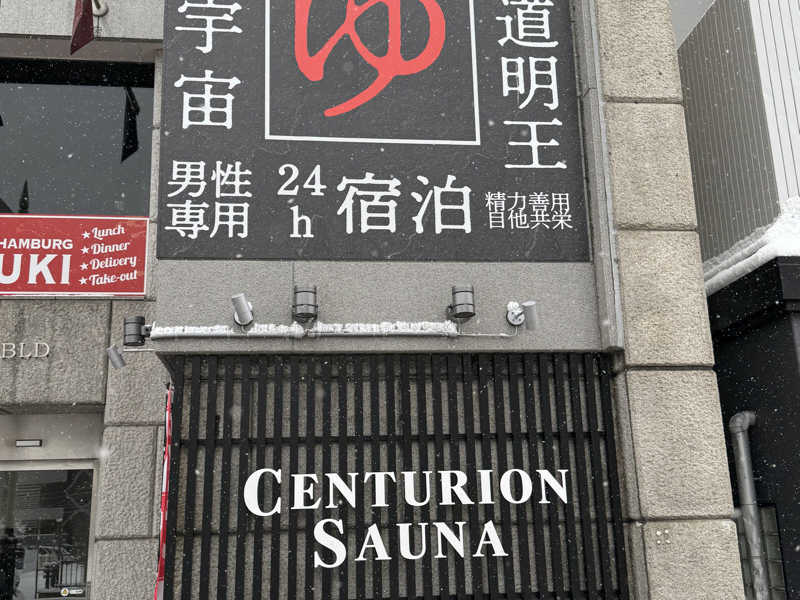 宇宙
ゆ
道明王
男性
専用
24
h
宿泊
精力善用
自他共栄
HAMBURG
UKI
Lunch
Dinner
Delivery
Take-out
BLD
CENTURION
SAUNA